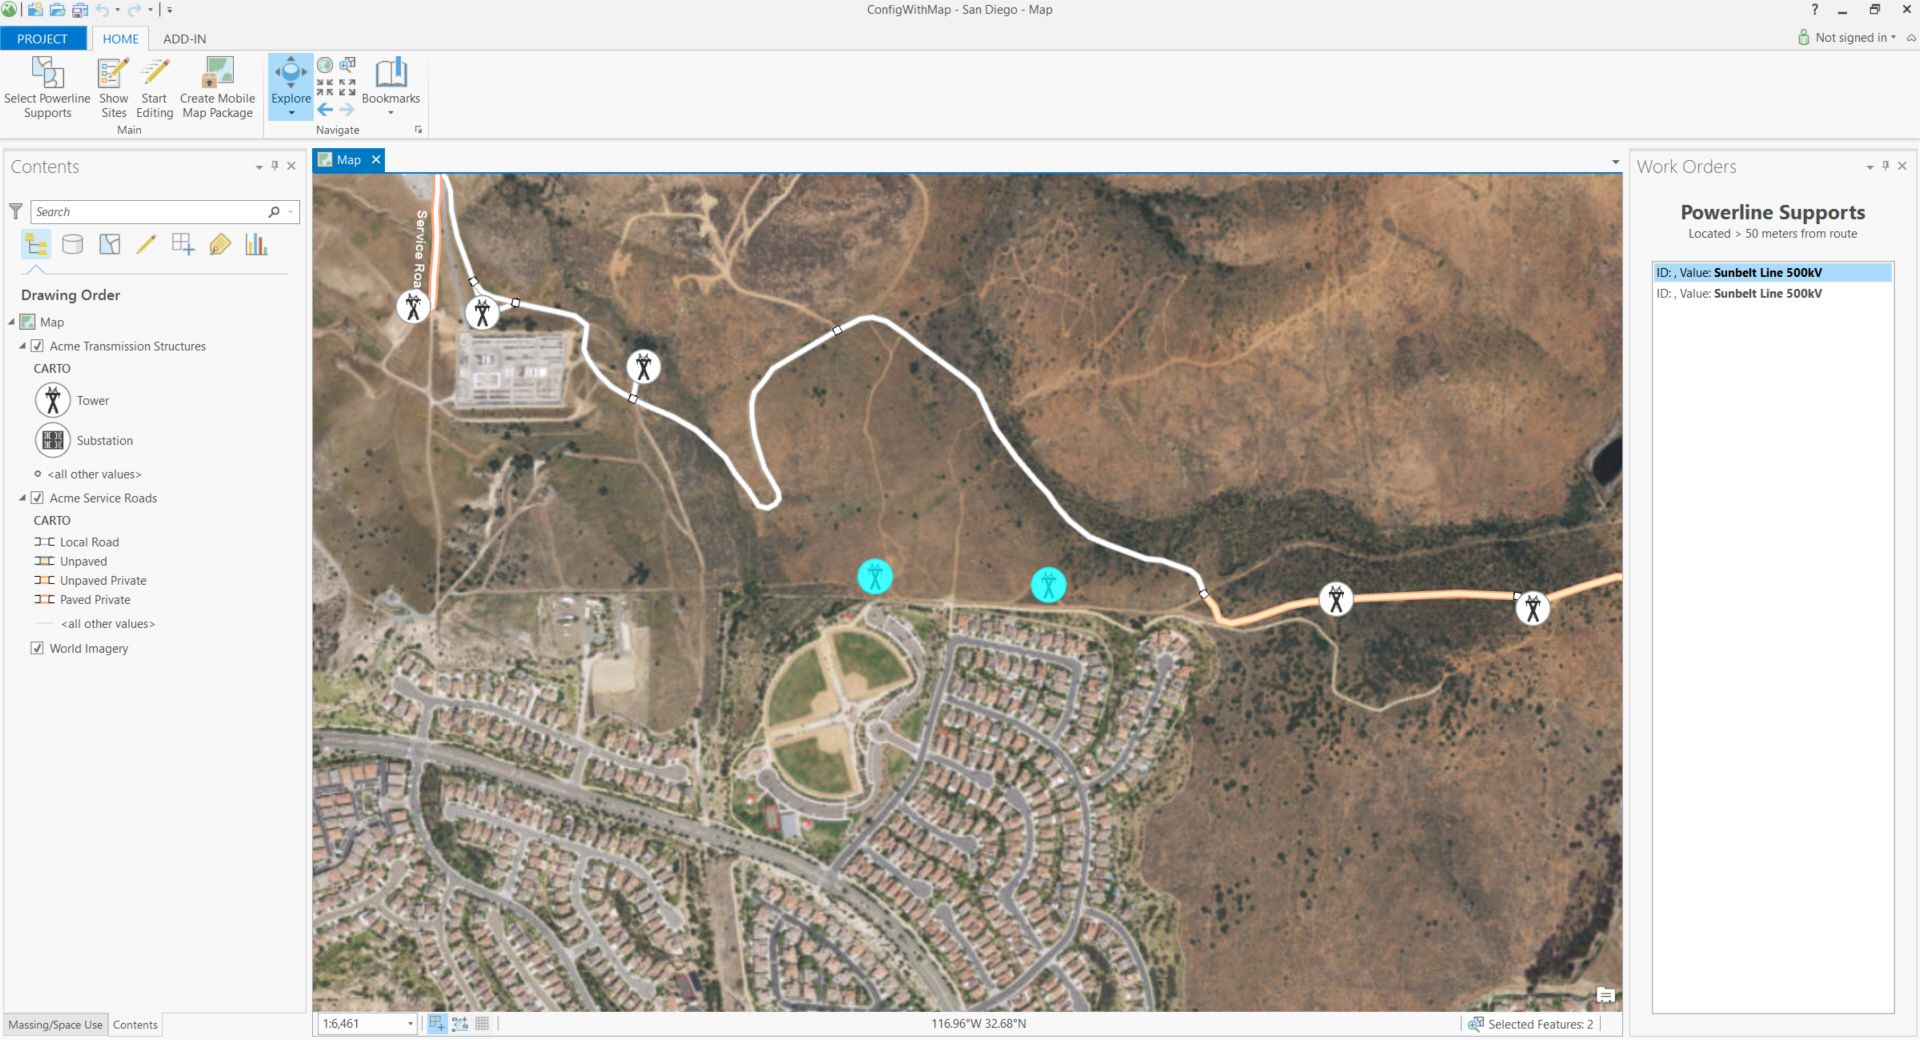 ConfigWithMap - San Diego - Map
?
PROJECT
HOME
ADD-IN
Not signed in
Select Powerline
Supports
Show
Sites
Start
Editing
Create Mobile
Map Package
Main
Explore
Bookmarks
Navigate
Contents
Search
Drawing Order
Map
Acme Transmission Structures
CARTO
Tower
Substation
<all other values>
Acme Service Roads
CARTO
Local Road
Unpaved
Unpaved Private
Paved Private
<all other values>
World Imagery
Massing/Space Use
Contents
Map
Service Roa
1:6,461
116.96°W 32.68°N
Selected Features: 2
Work Orders
Powerline Supports
Located > 50 meters from route
ID: , Value: Sunbelt Line 500kV
ID: , Value: Sunbelt Line 500kV